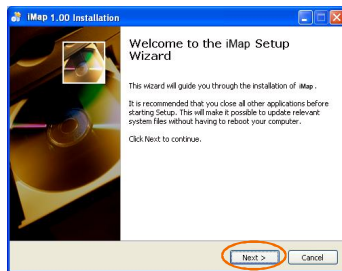 iMap 1.00 Installation
Welcome to the iMap Setup
Wizard
This wizard will guide you through the installation of iMap.
It is recommended that you close all other applications before
starting Setup. This will make it possible to update relevant
system files without having to reboot your computer.
Click Next to continue.
Next >
Cancel